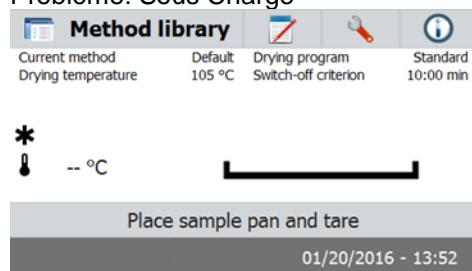 Problème: Sous Charge
Method library
Current method Default Drying program Standard
Drying temperature 105 °C Switch-off criterion 10:00 min
-- °C
Place sample pan and tare
01/20/2016 - 13:52